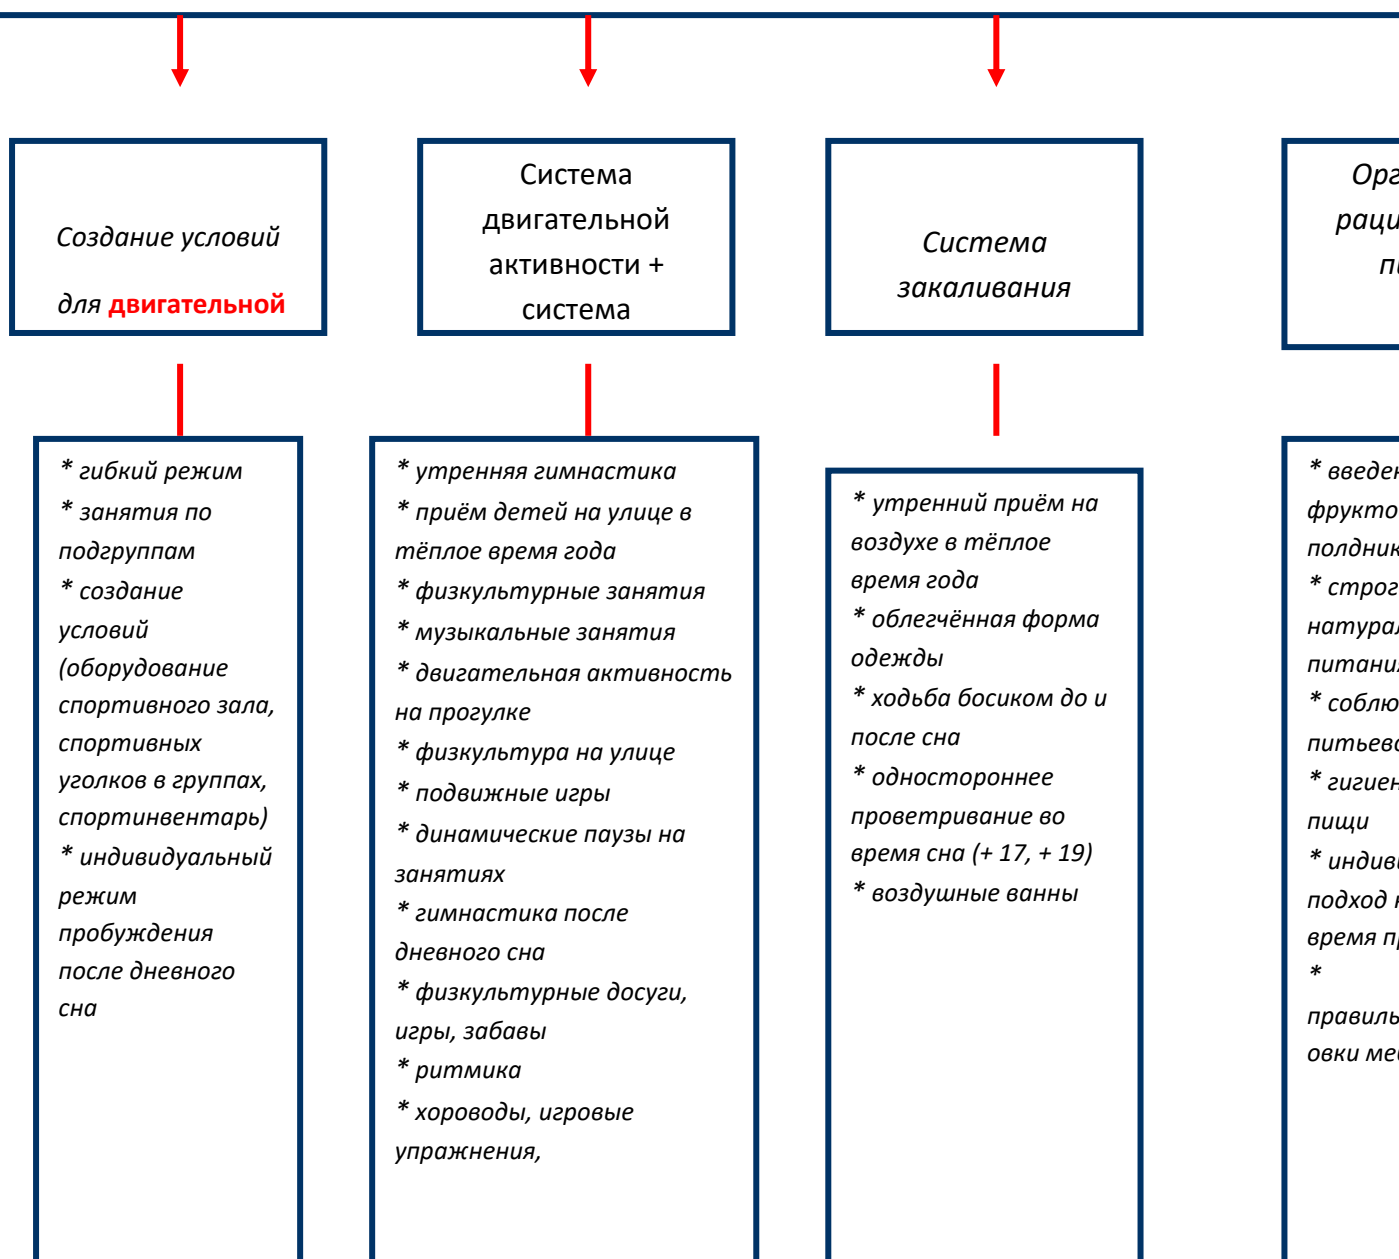 Создание условий
для двигательной
Система
двигательной
активности +
система
Система
закаливания
* гибкий режим
* занятия по
подгруппам
* создание
условий
(оборудование
спортивного зала,
спортивных
уголков в группах,
спортинвентарь)
* индивидуальный
режим
пробуждения
после дневного
сна
* утренняя гимнастика
* приём детей на улице в
тёплое время года
* физкультурные занятия
* музыкальные занятия
* двигательная активность
на прогулке
* физкультура на улице
* подвижные игры
* динамические паузы на
занятиях
* гимнастика после
дневного сна
* физкультурные досуги,
игры, забавы
* ритмика
* хороводы, игровые
упражнения,
* утренний приём на
воздухе в тёплое
время года
* облегчённая форма
одежды
* ходьба босиком до и
после сна
* одностороннее
проветривание во
время сна (+ 17, + 19)
* воздушные ванны
*
*
*
*
пищи
*
подход
время
*
овки